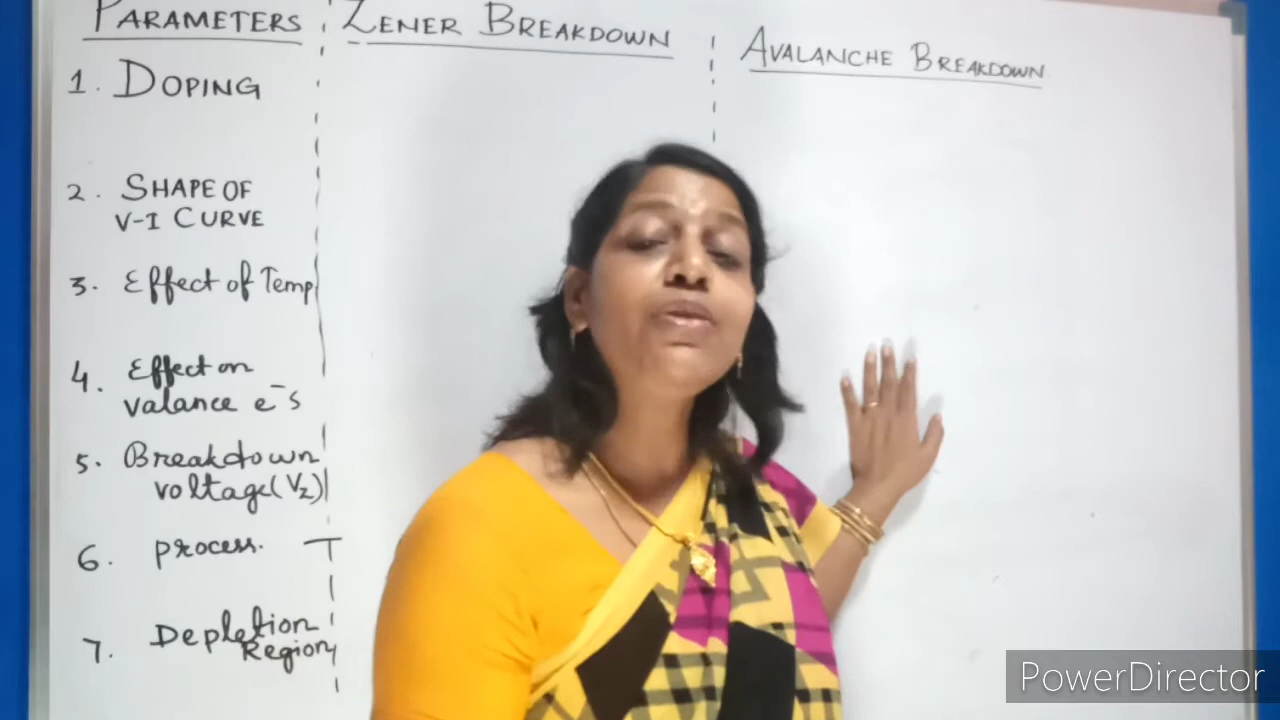 PARAMETERS ZENER BREAKDOWN AVALANCHE BREAKDOWN
1. DOPING
2. SHAPE OF
V-I CURVE
3. Effect of Temp
4. Effect on
valance e⁻s
5. Breakdown
voltage (Vz)
6. process.
7. Depletion
Region
PowerDirector